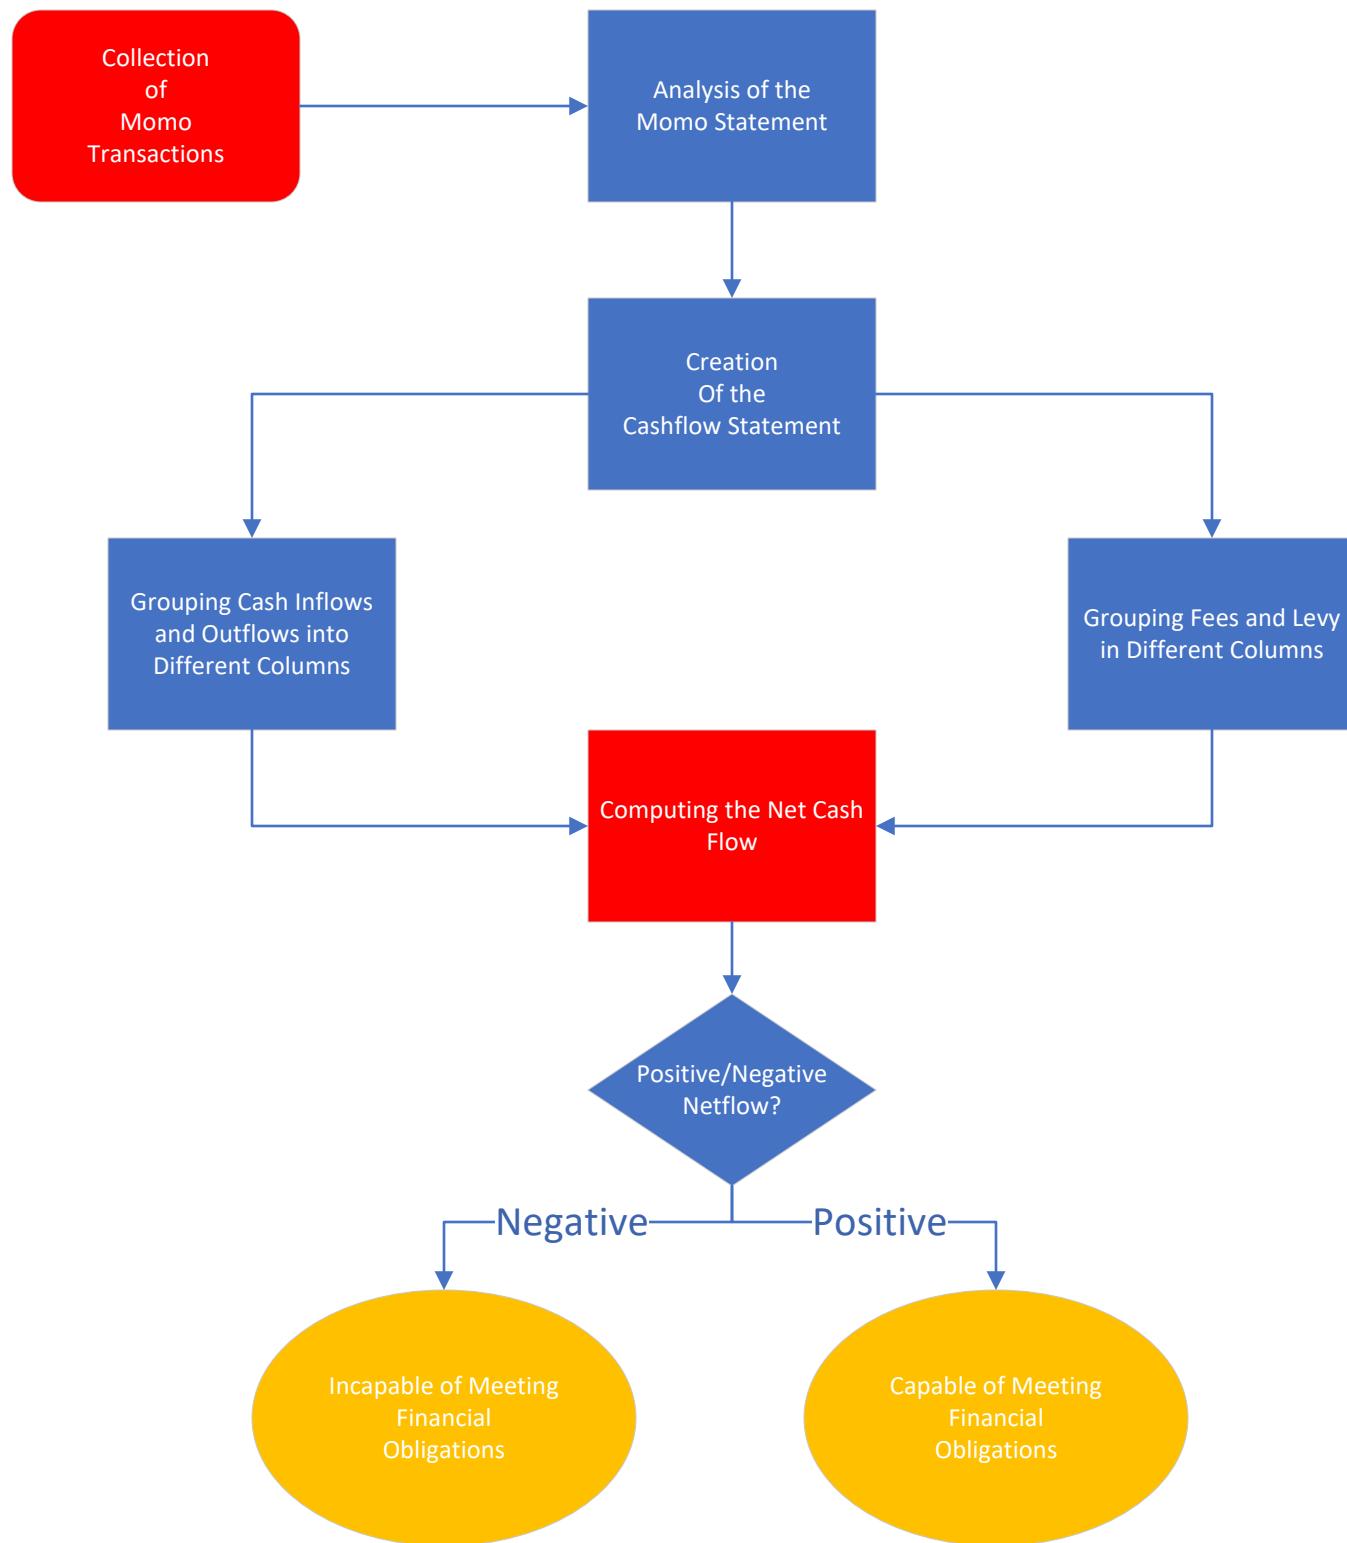 Collection
of
Momo
Transactions
Analysis of the
Momo Statement
Creation
Of the
Cashflow Statement
Grouping Cash Inflows
and Outflows into
Different Columns
Grouping Fees and Levy
in Different Columns
Computing the Net Cash
Flow
Positive/Negative
Netflow?
Negative
Positive
Incapable of Meeting
Financial
Obligations
Capable of Meeting
Financial
Obligations